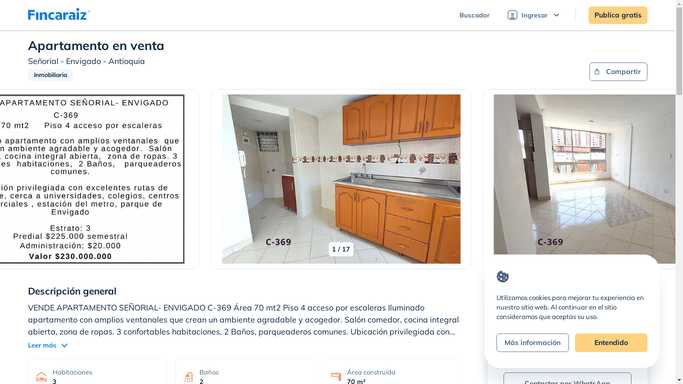 Fincaraiz
Buscador
Ingresar
Publica gratis
Apartamento en venta
Señorial - Envigado - Antioquia
Inmobiliaria
Compartir
APARTAMENTO SEÑORIAL- ENVIGADO
C-369
70 mt2 Piso 4 acceso por escaleras
apartamento con amplios ventanales que
n ambiente agradable y acogedor. Salón
, cocina integral abierta, zona de ropas. 3
es habitaciones, 2 Baños, parqueaderos
comunes.
ión privilegiada con excelentes rutas de
e, cerca a universidades, colegios, centros
rciales , estación del metro, parque de
Envigado
Estrato: 3
Predial $225.000 semestral
Administración: $20.000
Valor $230.000.000
C-369
1 / 17
C-369
Descripción general
VENDE APARTAMENTO SEÑORIAL- ENVIGADO C-369 Área 70 mt2 Piso 4 acceso por escaleras Iluminado
apartamento con amplios ventanales que crean un ambiente agradable y acogedor. Salón comedor, cocina integral
abierta, zona de ropas. 3 confortables habitaciones, 2 Baños, parqueaderos comunes. Ubicación privilegiada con...
Leer más
Habitaciones
3
Baños
2
Área construida
70 m²
Utilizamos cookies para mejorar tu experiencia en
nuestro sitio web. Al continuar en el sitio
consideramos que aceptas su uso.
Más información
Entendido
Contactar por WhatsApp